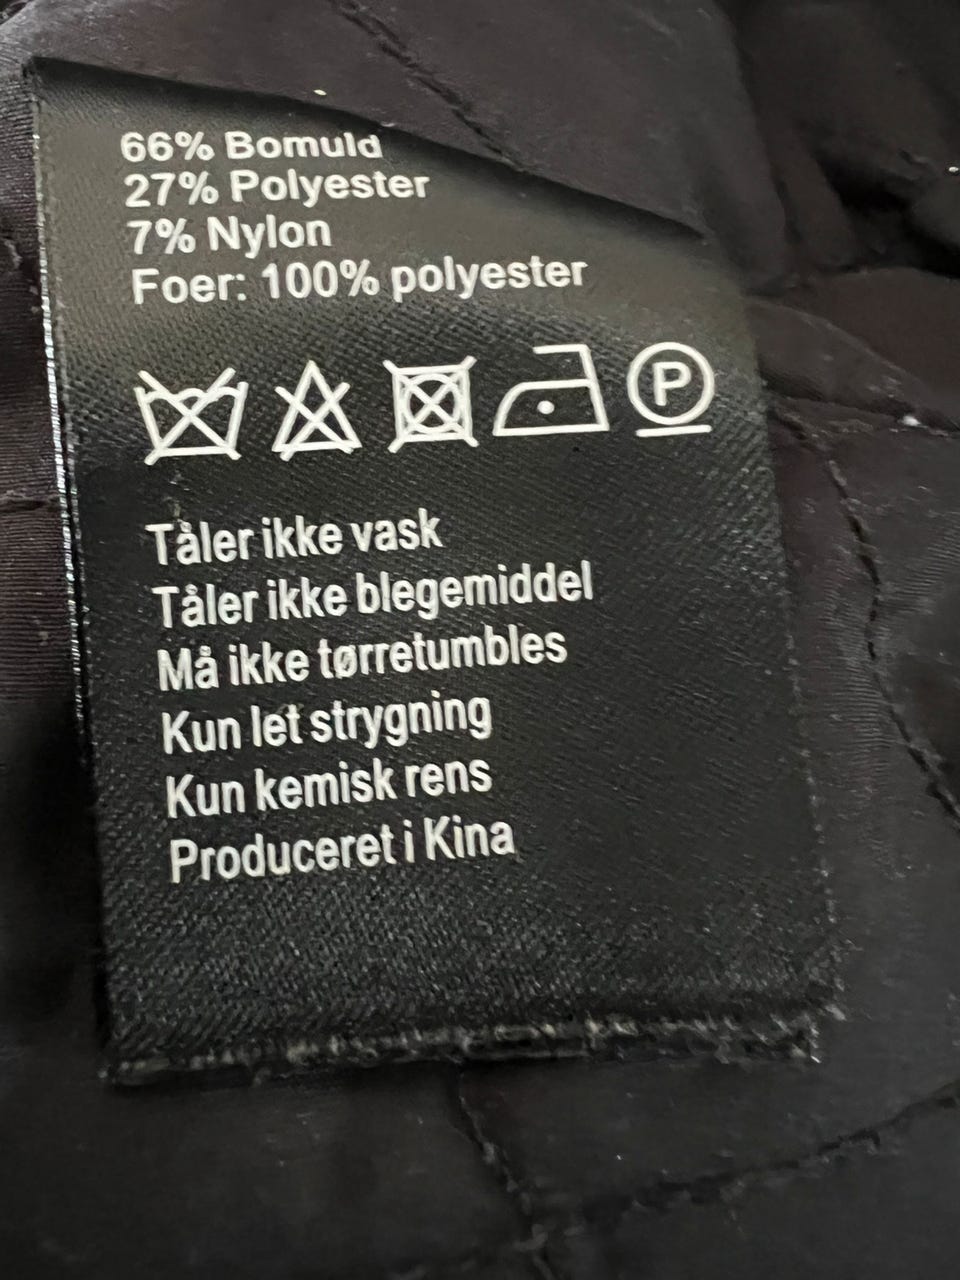 66% Bomuld
27% Polyester
7% Nylon
Foer: 100% polyester
P
Tåler ikke vask
Tåler ikke blegemiddel
Må ikke tørretumbles
Kun let strygning
Kun kemisk rens
Produceret i Kina